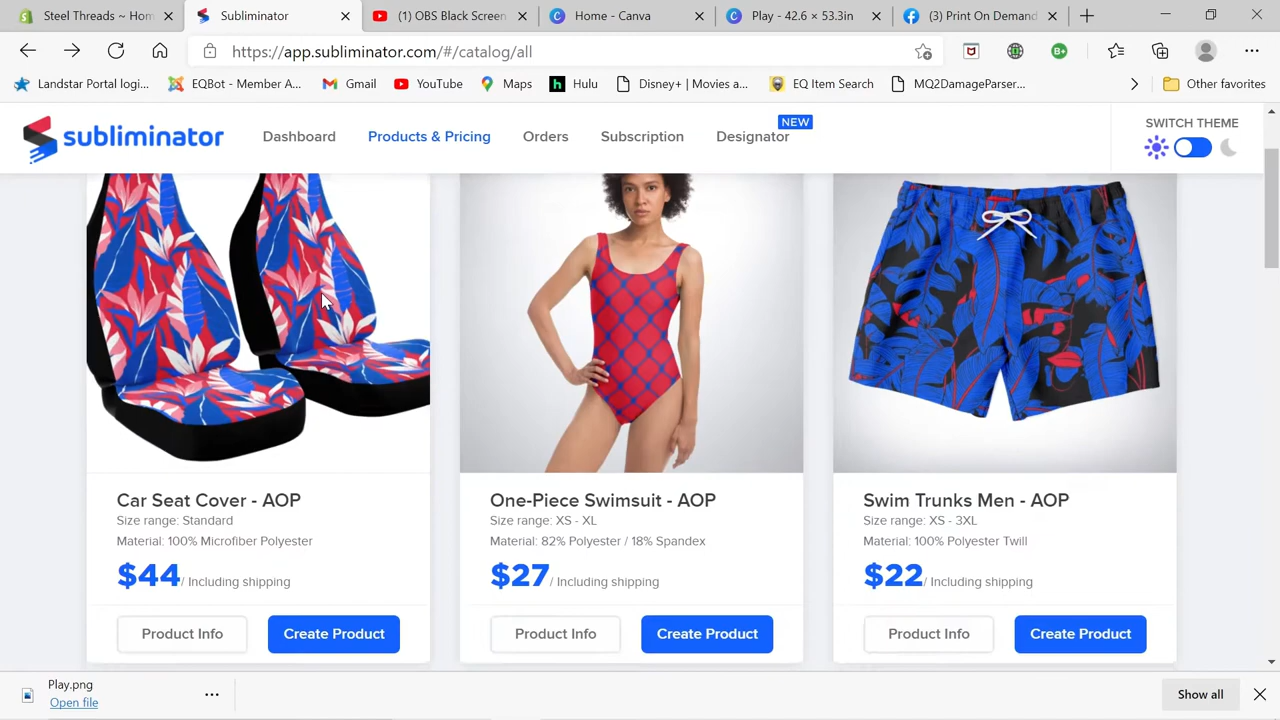 Steel Threads - Hom
Subliminator
(1) OBS Black Screen
Home - Canva
Play - 42.6 × 53.3in
(3) Print On Demand
https://app.subliminator.com/#/catalog/all
Landstar Portal logi...
EQBot - Member A...
Gmail
YouTube
Maps
Hulu
Disney+ | Movies a...
EQ Item Search
MQ2DamageParser...
Other favorites
subliminator
Dashboard
Products & Pricing
Orders
Subscription
Designator
NEW
SWITCH THEME
Car Seat Cover - AOP
Size range: Standard
Material: 100% Microfiber Polyester
$44/ Including shipping
Product Info
Create Product
One-Piece Swimsuit - AOP
Size range: XS - XL
Material: 82% Polyester / 18% Spandex
$27/ Including shipping
Product Info
Create Product
Swim Trunks Men - AOP
Size range: XS - 3XL
Material: 100% Polyester Twill
$22/ Including shipping
Product Info
Create Product
Play.png
Open file
Show all